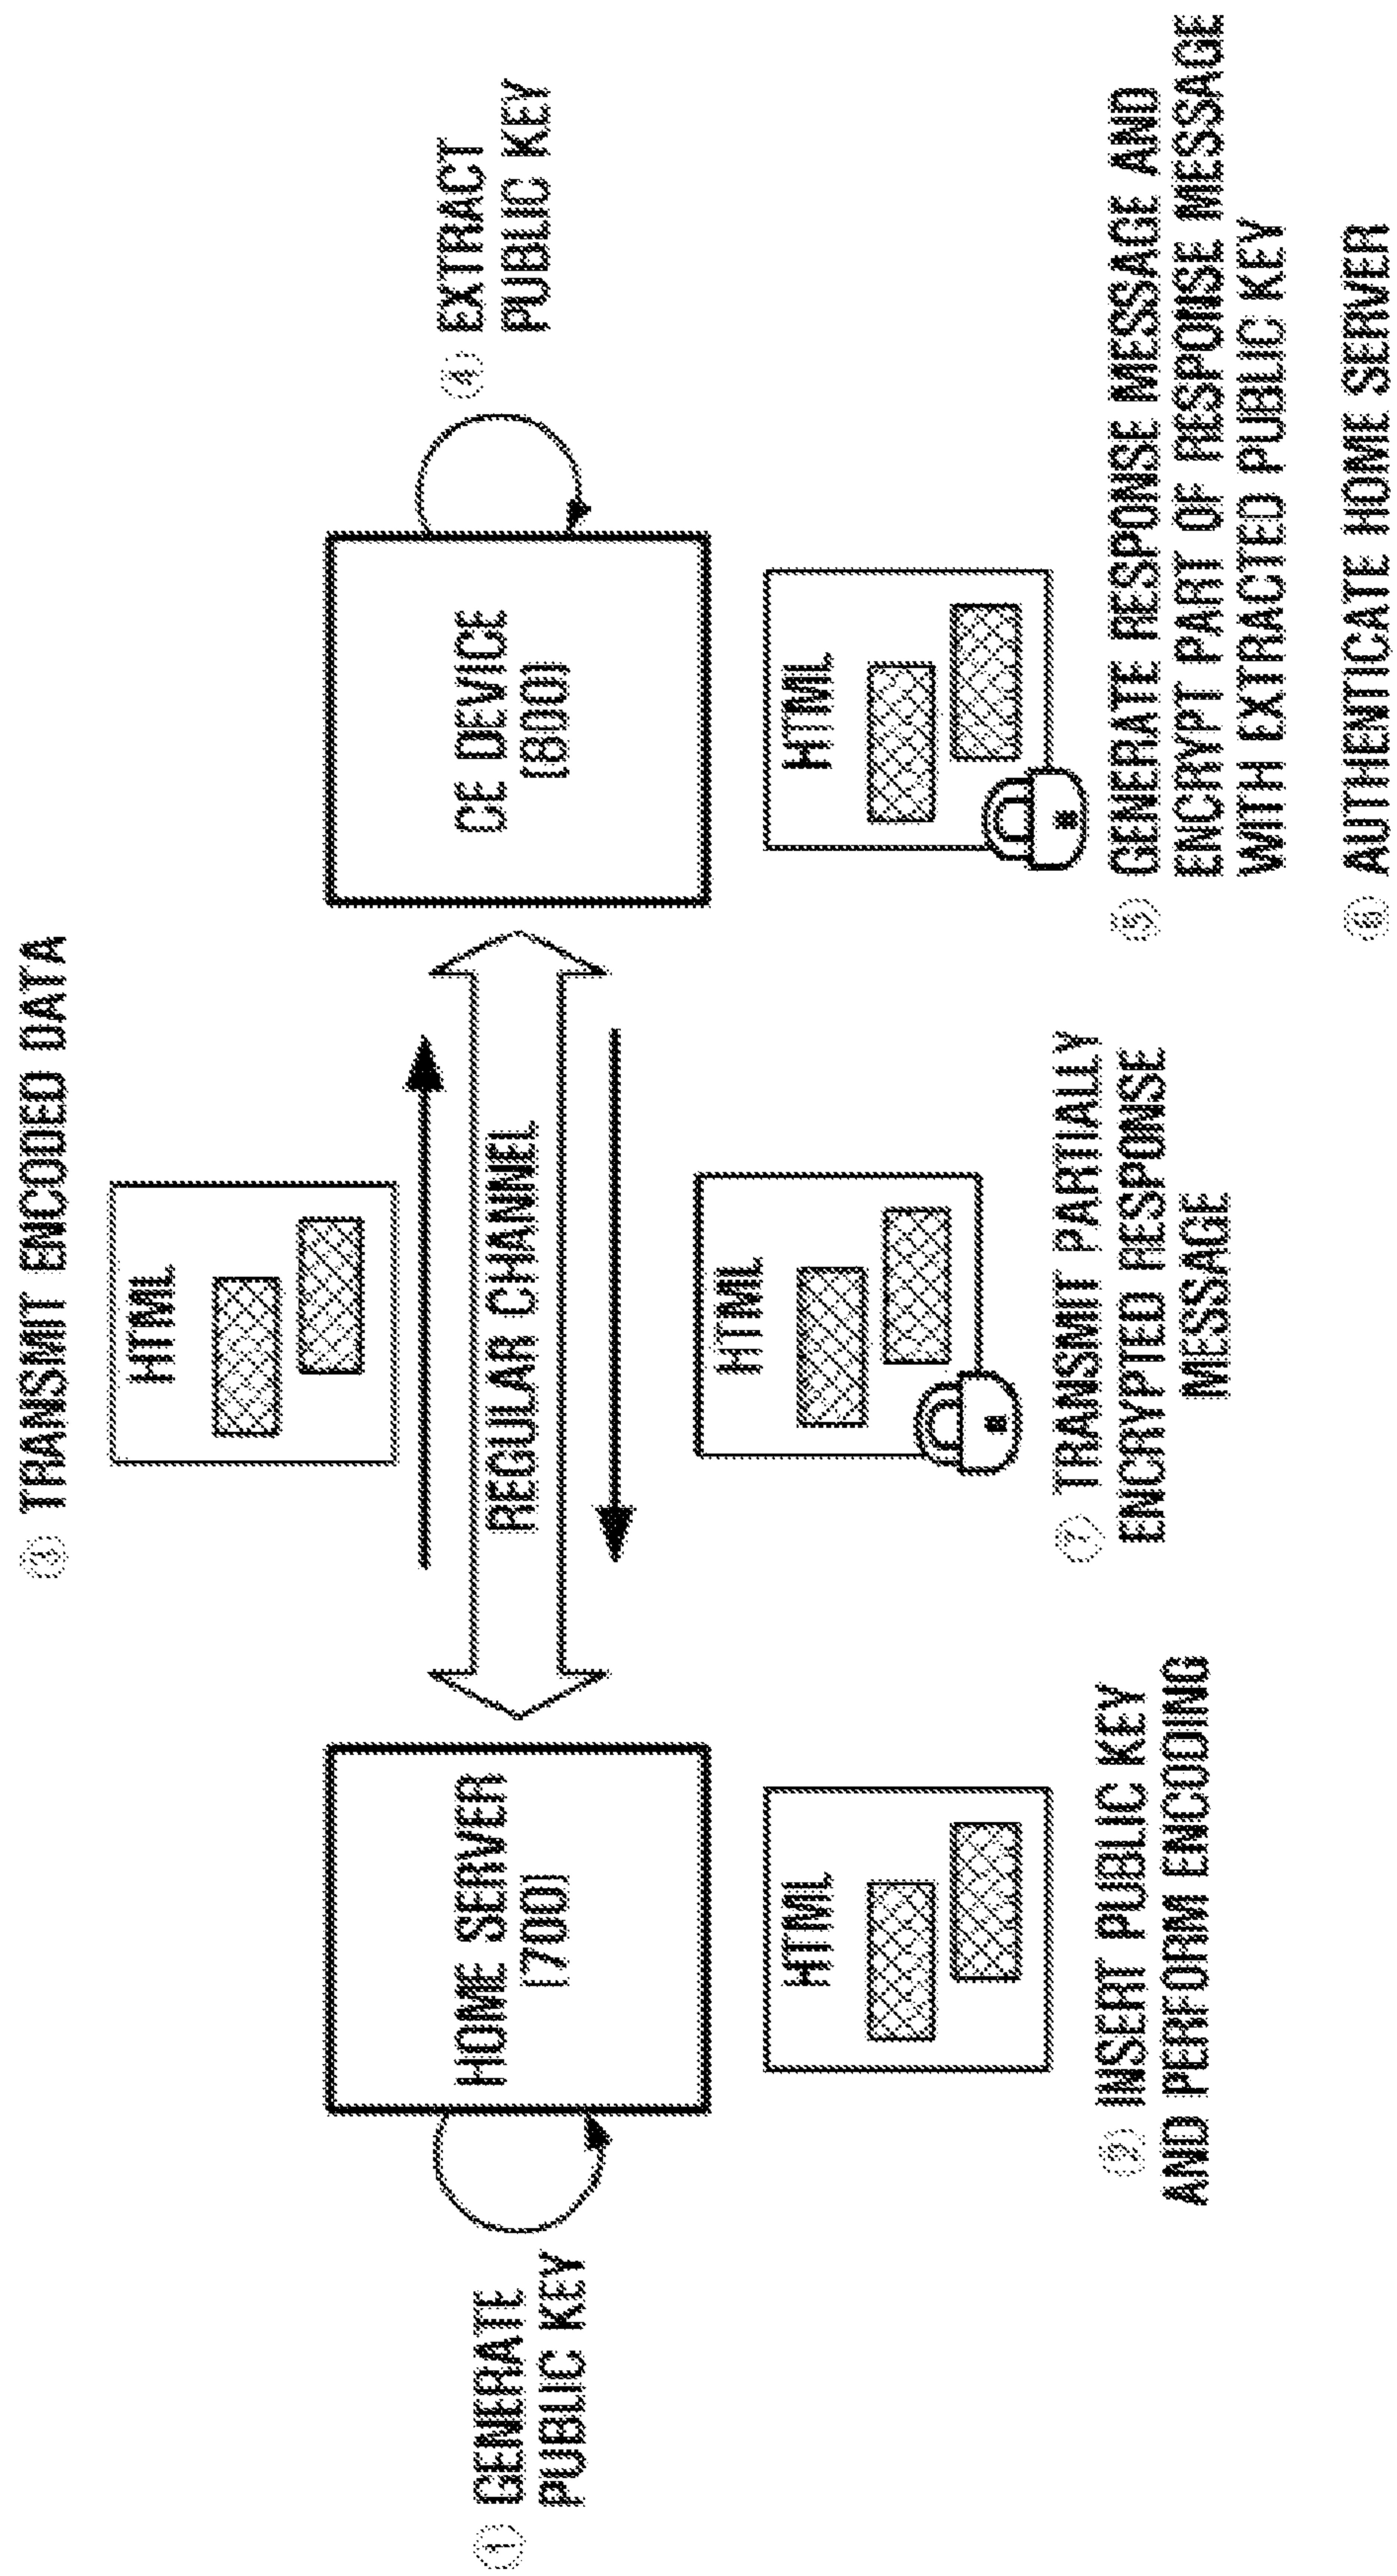 ③ TRANSMIT ENCODED DATA
HTML
④ EXTRACT
PUBLIC KEY
① GENERATE
PUBLIC KEY
HOME SERVER
(700)
REGULAR CHANNEL
CE DEVICE
(800)
HTML
② INSERT PUBLIC KEY
AND PERFORM ENCODING
HTML
⑦ TRANSMIT PARTIALLY
ENCRYPTED RESPONSE
MESSAGE
HTML
⑤ GENERATE RESPONSE MESSAGE AND
ENCRYPT PART OF RESPONSE MESSAGE
WITH EXTRACTED PUBLIC KEY
⑥ AUTHENTICATE HOME SERVER